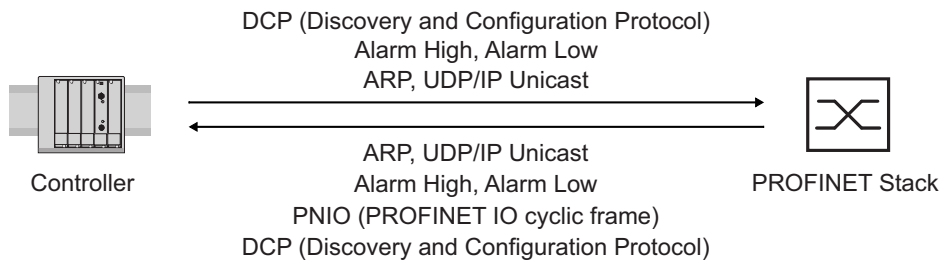 DCP (Discovery and Configuration Protocol)
Alarm High, Alarm Low
ARP, UDP/IP Unicast
ARP, UDP/IP Unicast
Controller
Alarm High, Alarm Low
PROFINET Stack
PNIO (PROFINET IO cyclic frame)
DCP (Discovery and Configuration Protocol)